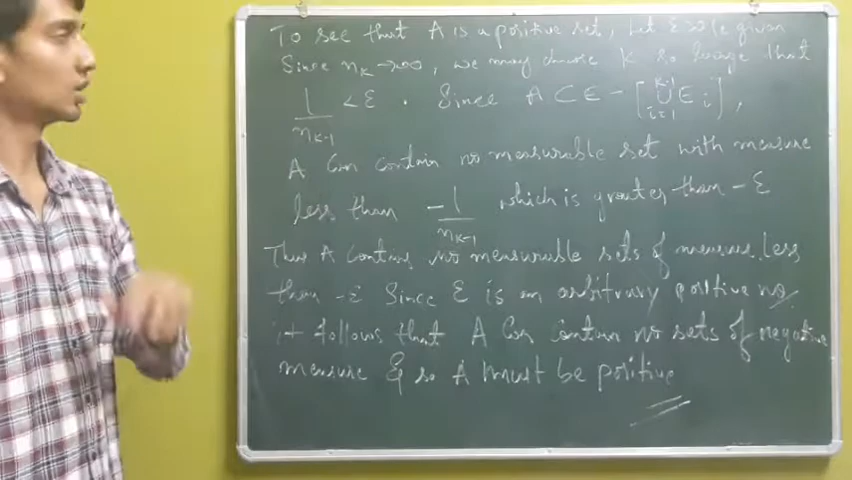 To see that A is a positive set, Let ε > 0 be given
Since n_k → ∞, we may choose k so large that
1/n_{k-1} < ε . Since A ⊂ E - [∪_{i=1}^{k-1} E_i],
A can contain no measurable set with measure
less than -1/n_{k-1} which is greater than -ε
Thus A contains no measurable sets of measure less
than -ε Since ε is an arbitrary positive no
it follows that A can contain no sets of negative
measure & so A must be positive